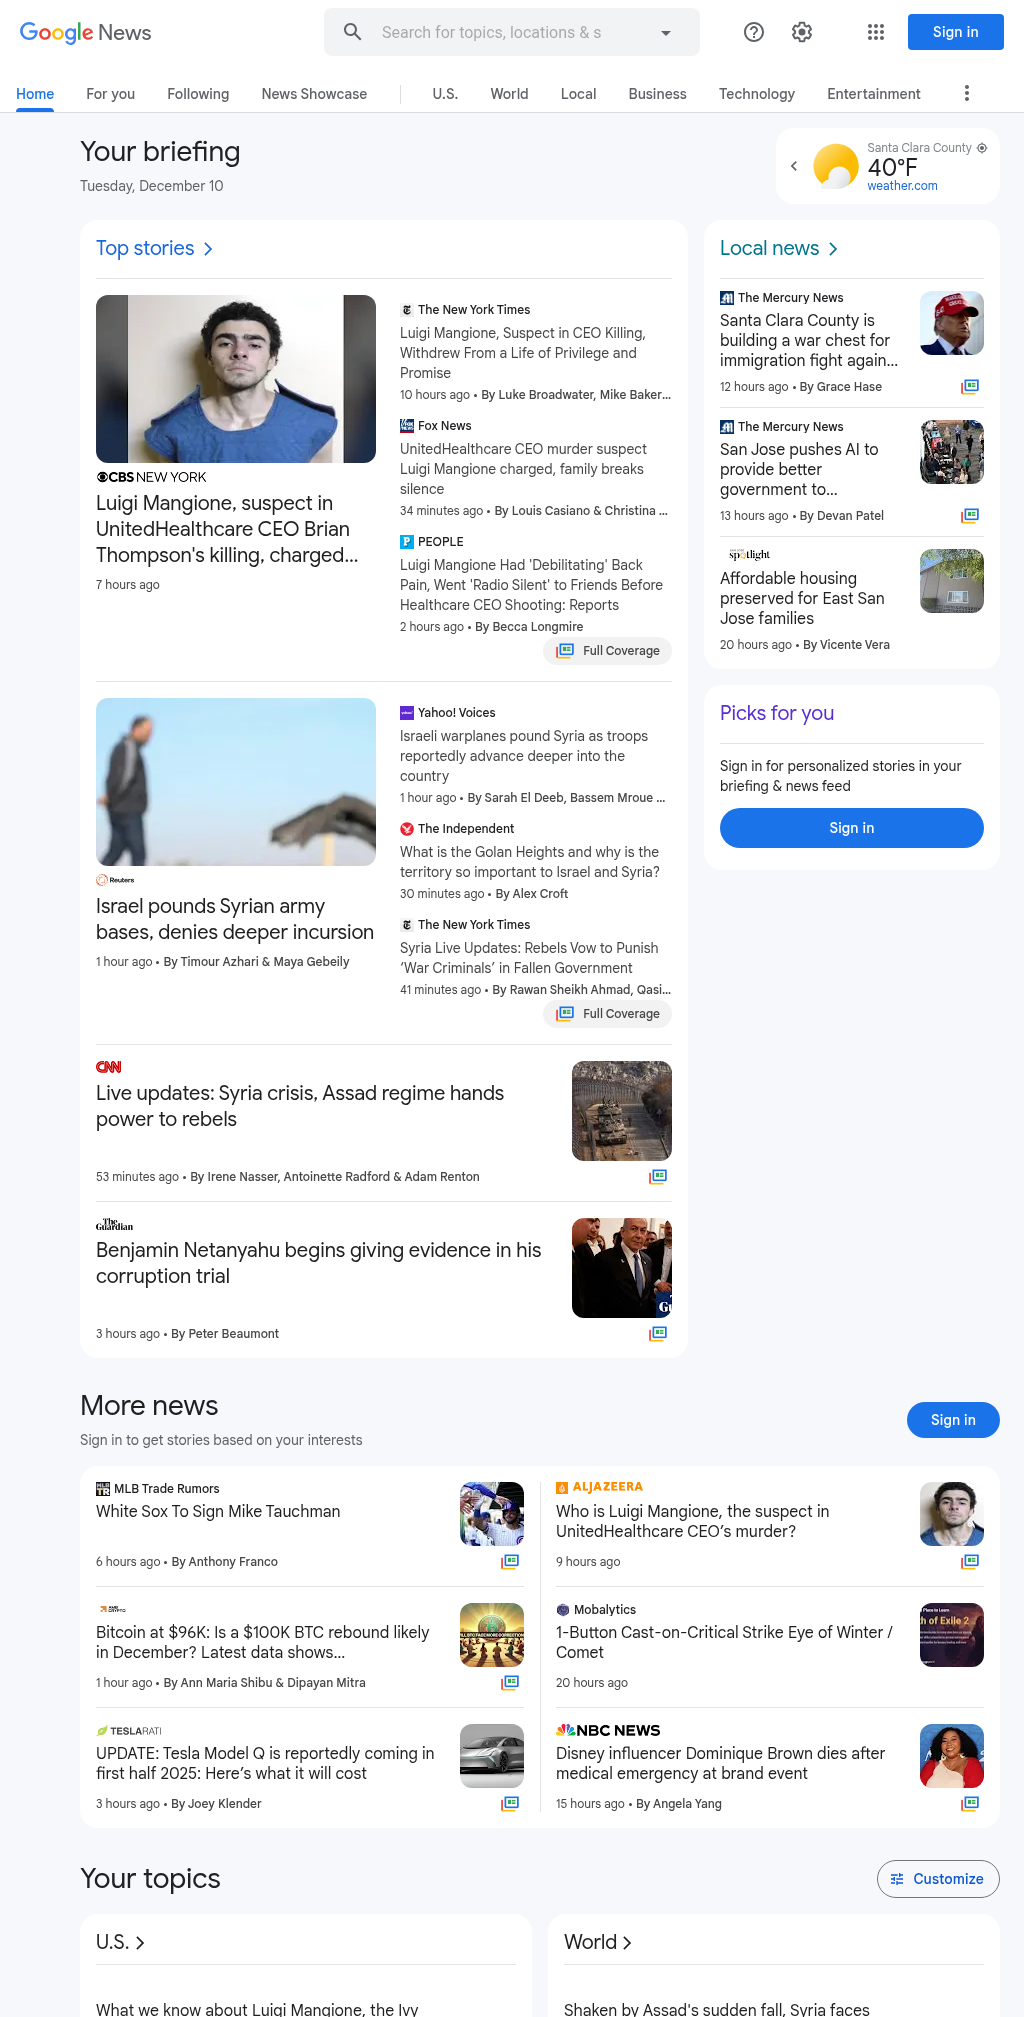 Google News
Search for topics, locations & s
Sign in
Home
For you
Following
News Showcase
U.S.
World
Local
Business
Technology
Entertainment
Your briefing
Tuesday, December 10
Santa Clara County
40°F
weather.com
Top stories
CBS NEW YORK
Luigi Mangione, suspect in
UnitedHealthcare CEO Brian
Thompson's killing, charged...
7 hours ago
The New York Times
Luigi Mangione, Suspect in CEO Killing,
Withdrew From a Life of Privilege and
Promise
10 hours ago • By Luke Broadwater, Mike Baker...
Fox News
UnitedHealthcare CEO murder suspect
Luigi Mangione charged, family breaks
silence
34 minutes ago • By Louis Casiano & Christina ...
PEOPLE
Luigi Mangione Had 'Debilitating' Back
Pain, Went 'Radio Silent' to Friends Before
Healthcare CEO Shooting: Reports
2 hours ago • By Becca Longmire
Full Coverage
Reuters
Israel pounds Syrian army
bases, denies deeper incursion
1 hour ago • By Timour Azhari & Maya Gebeily
Yahoo! Voices
Israeli warplanes pound Syria as troops
reportedly advance deeper into the
country
1 hour ago • By Sarah El Deeb, Bassem Mroue ...
The Independent
What is the Golan Heights and why is the
territory so important to Israel and Syria?
30 minutes ago • By Alex Croft
The New York Times
Syria Live Updates: Rebels Vow to Punish
‘War Criminals’ in Fallen Government
41 minutes ago • By Rawan Sheikh Ahmad, Qasi...
Full Coverage
CNN
Live updates: Syria crisis, Assad regime hands
power to rebels
53 minutes ago • By Irene Nasser, Antoinette Radford & Adam Renton
The Guardian
Benjamin Netanyahu begins giving evidence in his
corruption trial
3 hours ago • By Peter Beaumont
Local news
The Mercury News
Santa Clara County is
building a war chest for
immigration fight again...
12 hours ago • By Grace Hase
The Mercury News
San Jose pushes AI to
provide better
government to...
13 hours ago • By Devan Patel
spotlight
Affordable housing
preserved for East San
Jose families
20 hours ago • By Vicente Vera
Picks for you
Sign in for personalized stories in your
briefing & news feed
Sign in
More news
Sign in to get stories based on your interests
Sign in
MLB Trade Rumors
White Sox To Sign Mike Tauchman
6 hours ago • By Anthony Franco
Bitcoin at $96K: Is a $100K BTC rebound likely
in December? Latest data shows...
1 hour ago • By Ann Maria Shibu & Dipayan Mitra
TESLARATI
UPDATE: Tesla Model Q is reportedly coming in
first half 2025: Here’s what it will cost
3 hours ago • By Joey Klender
ALJAZEERA
Who is Luigi Mangione, the suspect in
UnitedHealthcare CEO’s murder?
9 hours ago
Mobalytics
1-Button Cast-on-Critical Strike Eye of Winter /
Comet
20 hours ago
th of Exile 2
NBC NEWS
Disney influencer Dominique Brown dies after
medical emergency at brand event
15 hours ago • By Angela Yang
Your topics
Customize
U.S.
What we know about Luigi Mangione, the Ivy
World
Shaken by Assad's sudden fall, Syria faces